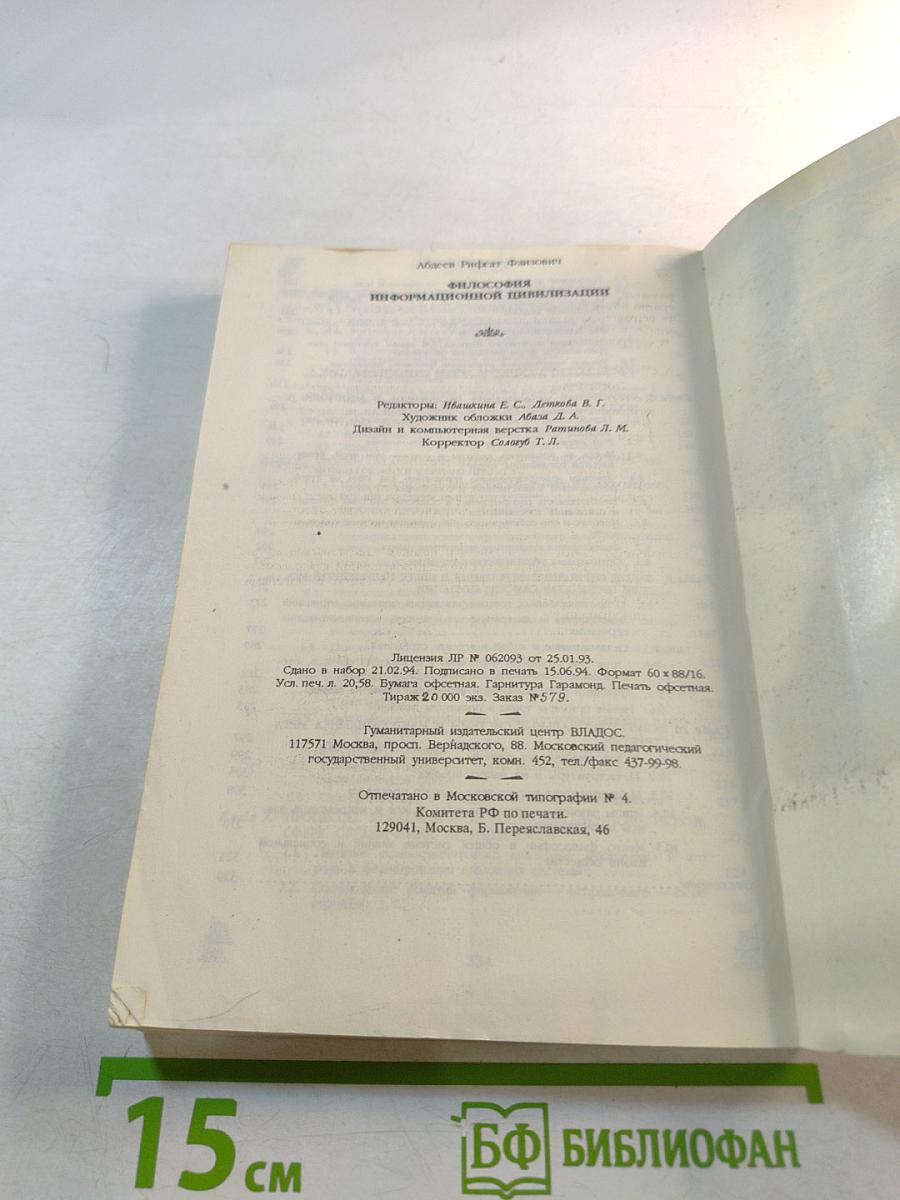 Абдеев Рифгат Фаизович
ФИЛОСОФИЯ
ИНФОРМАЦИОННОЙ ЦИВИЛИЗАЦИИ
Редакторы: Ивашкина Е. С., Деткова В. Г.
Художник обложки Абаза Д. А.
Дизайн и компьютерная верстка Ратинова Л. М.
Корректор Сологуб Т. Л.
Лицензия ЛР № 062093 от 25.01.93.
Сдано в набор 21.02.94. Подписано в печать 15.06.94. Формат 60 x 88/16.
Усл. печ. л. 20,58. Бумага офсетная. Гарнитура Гарамонд. Печать офсетная.
Тираж 20 000 экз. Заказ №579.
Гуманитарный издательский центр ВЛАДОС.
117571 Москва, просп. Вернадского, 88. Московский педагогический
государственный университет, комн. 452, тел./факс 437-99-98.
Отпечатано в Московской типографии № 4.
Комитета РФ по печати.
129041, Москва, Б. Переяславская, 46
15 см
БФ БИБЛИОФАН